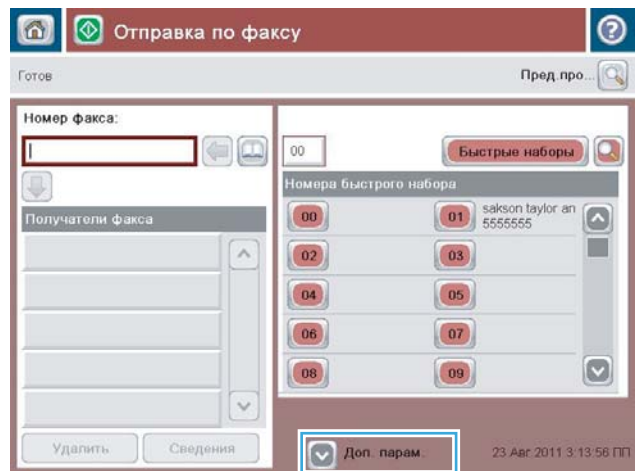 Отправка по факсу
?
Готов
Пред.про...
Номер факса:
00
Быстрые наборы
Номера быстрого набора
Получатели факса
00
01 sakson taylor an
5555555
02 03
04 05
06 07
08 09
Удалить Сведения
Доп. парам.
23 Авг 2011 3:13:56 ПП